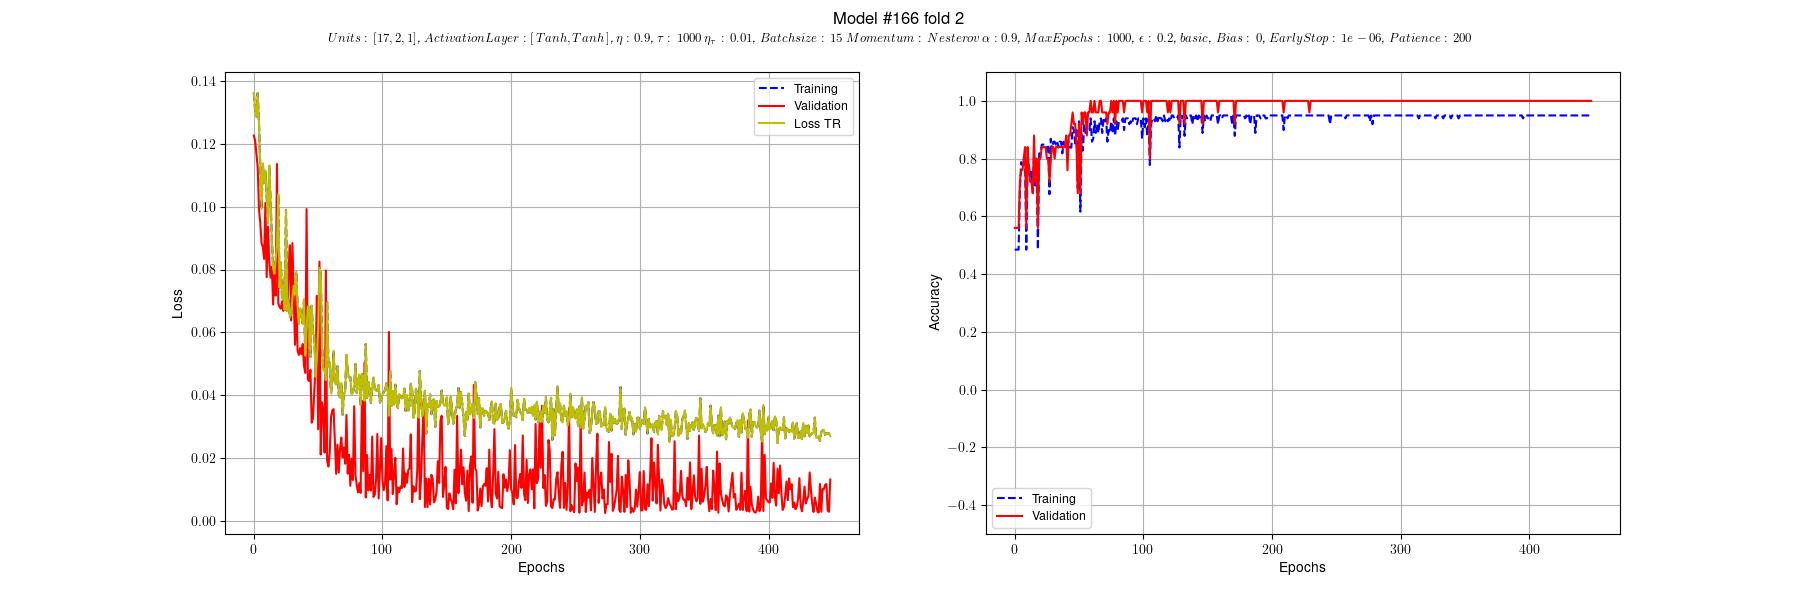 Model #166 fold 2
Units : [17, 2, 1], ActivationLayer : [Tanh, Tanh], η : 0.9, τ : 1000 ητ : 0.01, Batchsize : 15 Momentum : Nesterov α : 0.9, MaxEpochs : 1000, ϵ : 0.2, basic, Bias : 0, EarlyStop : 1e − 06, Patience : 200
0.14
0.12
0.10
0.08
0.06
0.04
0.02
0.00
Loss
Training
Validation
Loss TR
0 100 200 300 400
Epochs
1.0
0.8
0.6
0.4
0.2
0.0
−0.2
−0.4
Accuracy
Training
Validation
0 100 200 300 400
Epochs